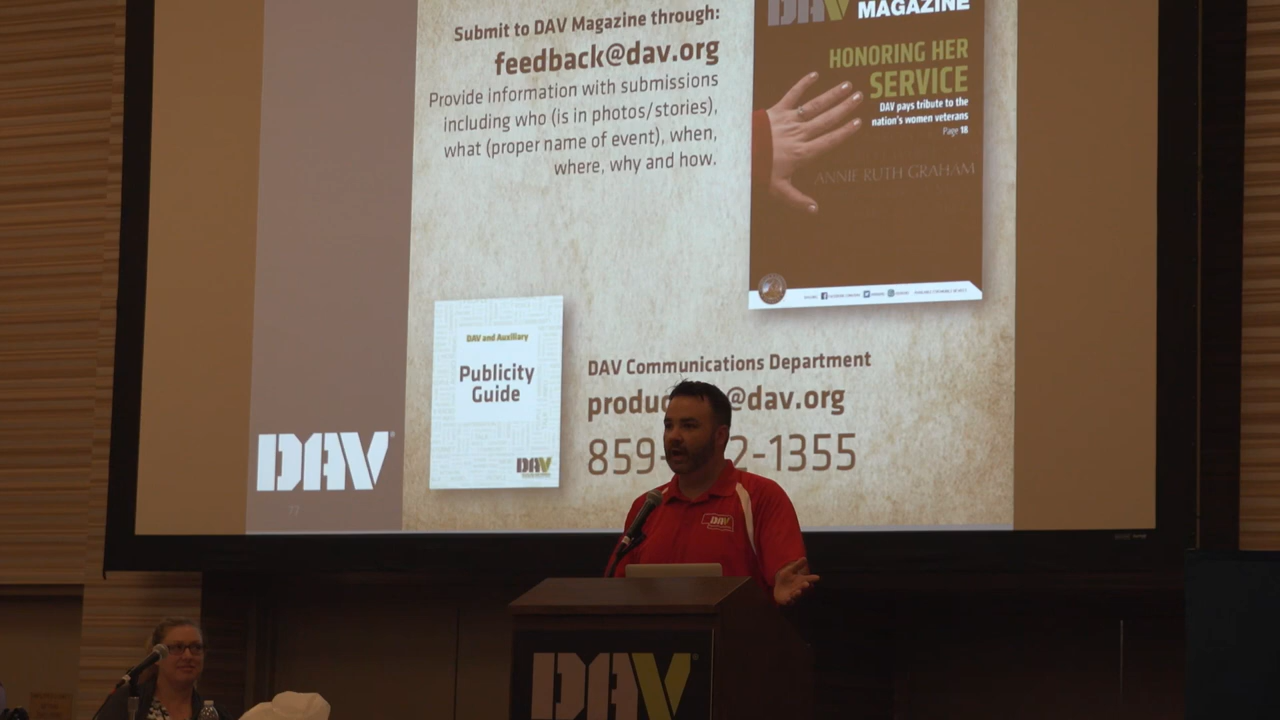 Submit to DAV Magazine through:
feedback@dav.org
Provide information with submissions
including who (is in photos/stories),
what (proper name of event), when,
where, why and how.
DAV MAGAZINE
HONORING HER
SERVICE
DAV pays tribute to the
nation's women veterans
Page 18
ANNIE RUTH GRAHAM
DAV and Auxiliary
Publicity
Guide
DAV
DAV Communications Department
@dav.org
859- 2-1355
DAV
77
DAV
DAV